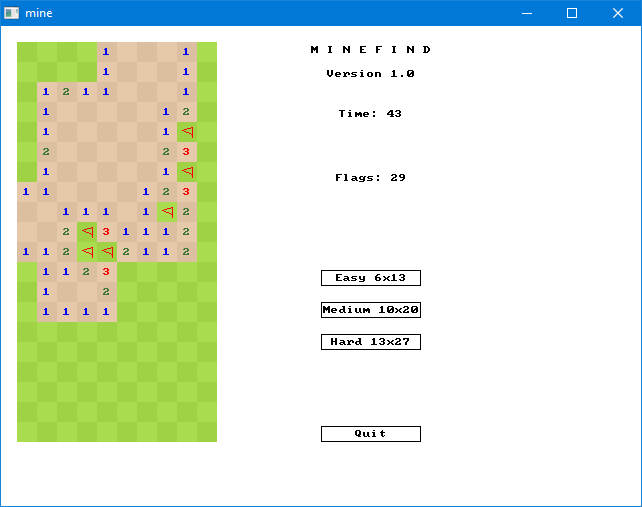 mine
1 1
1 1
1 2 1 1 1
1 1 2
1 1
2 2 3
1 1
1 1 1 2 3
1 1 1 1 2
2 3 1 1 1 2
1 1 2 2 1 1 2
1 1 2 3
1 2
1 1 1 1
M I N E F I N D
Version 1.0
Time: 43
Flags: 29
Easy 6x13
Medium 10x20
Hard 13x27
Quit